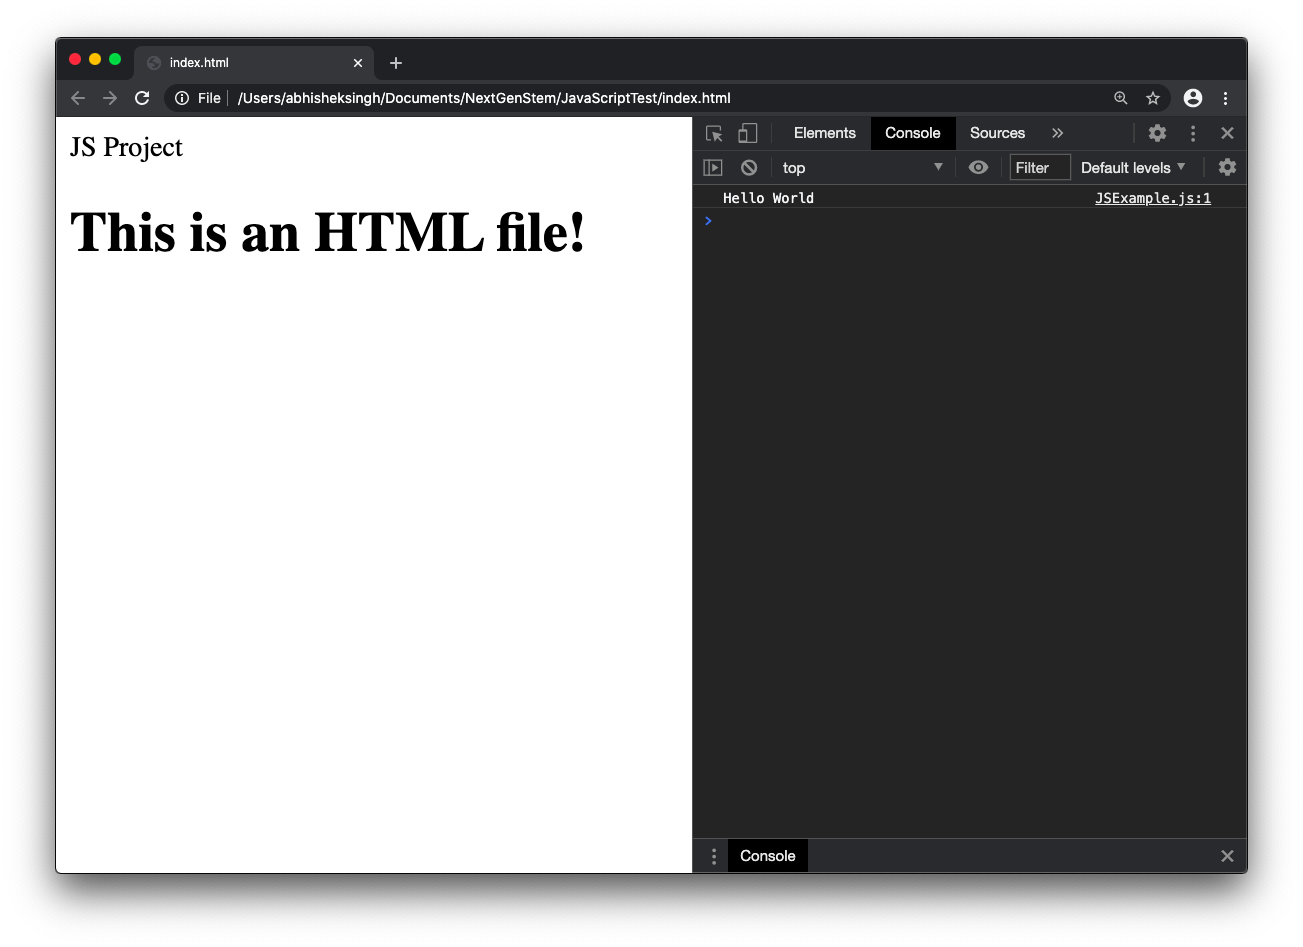 index.html
File
/Users/abhisheksingh/Documents/NextGenStem/JavaScriptTest/index.html
JS Project
This is an HTML file!
Elements Console Sources
top Filter Default levels
Hello World JSExample.js:1
Console